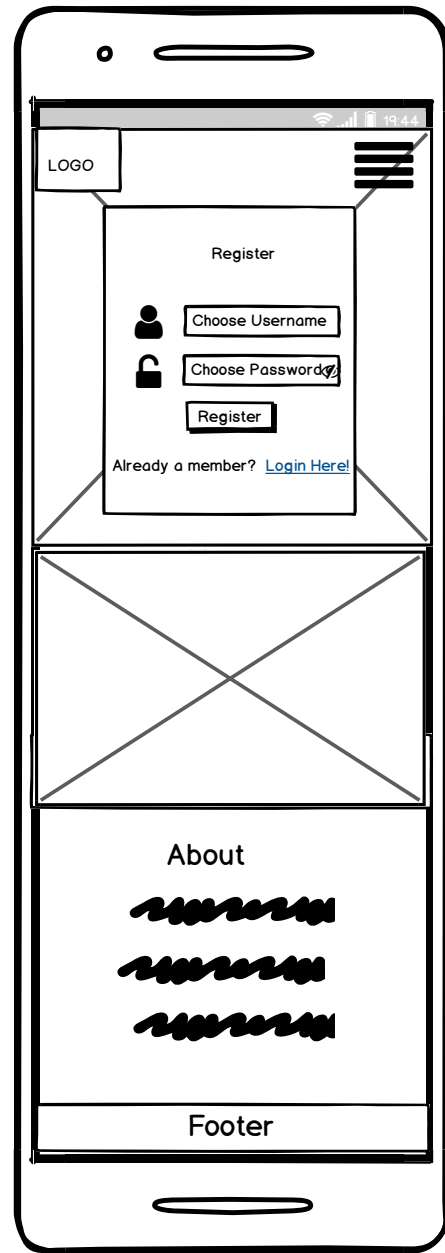 19:44
LOGO
Register
Choose Username
Choose Password
Register
Already a member? Login Here!
About
Footer